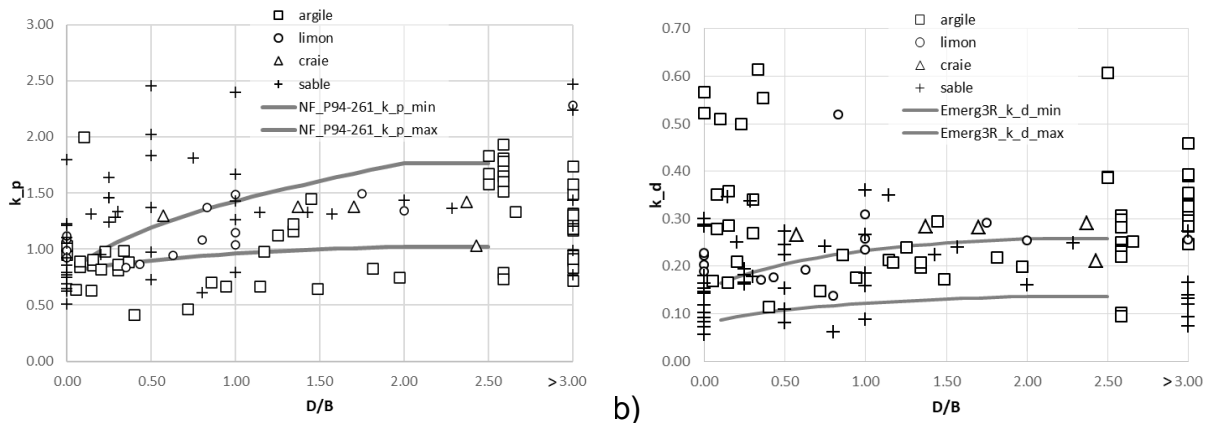 3.00
2.50
2.00
1.50
1.00
0.50
0.00
k_p
argile
limon
craie
sable
NF_P94-261_k_p_min
NF_P94-261_k_p_max
0.00 0.50 1.00 1.50 2.00 2.50 > 3.00
D/B
b)
0.70
0.60
0.50
0.40
0.30
0.20
0.10
0.00
k_d
argile
limon
craie
sable
Emerg3R_k_d_min
Emerg3R_k_d_max
0.00 0.50 1.00 1.50 2.00 2.50 > 3.00
D/B